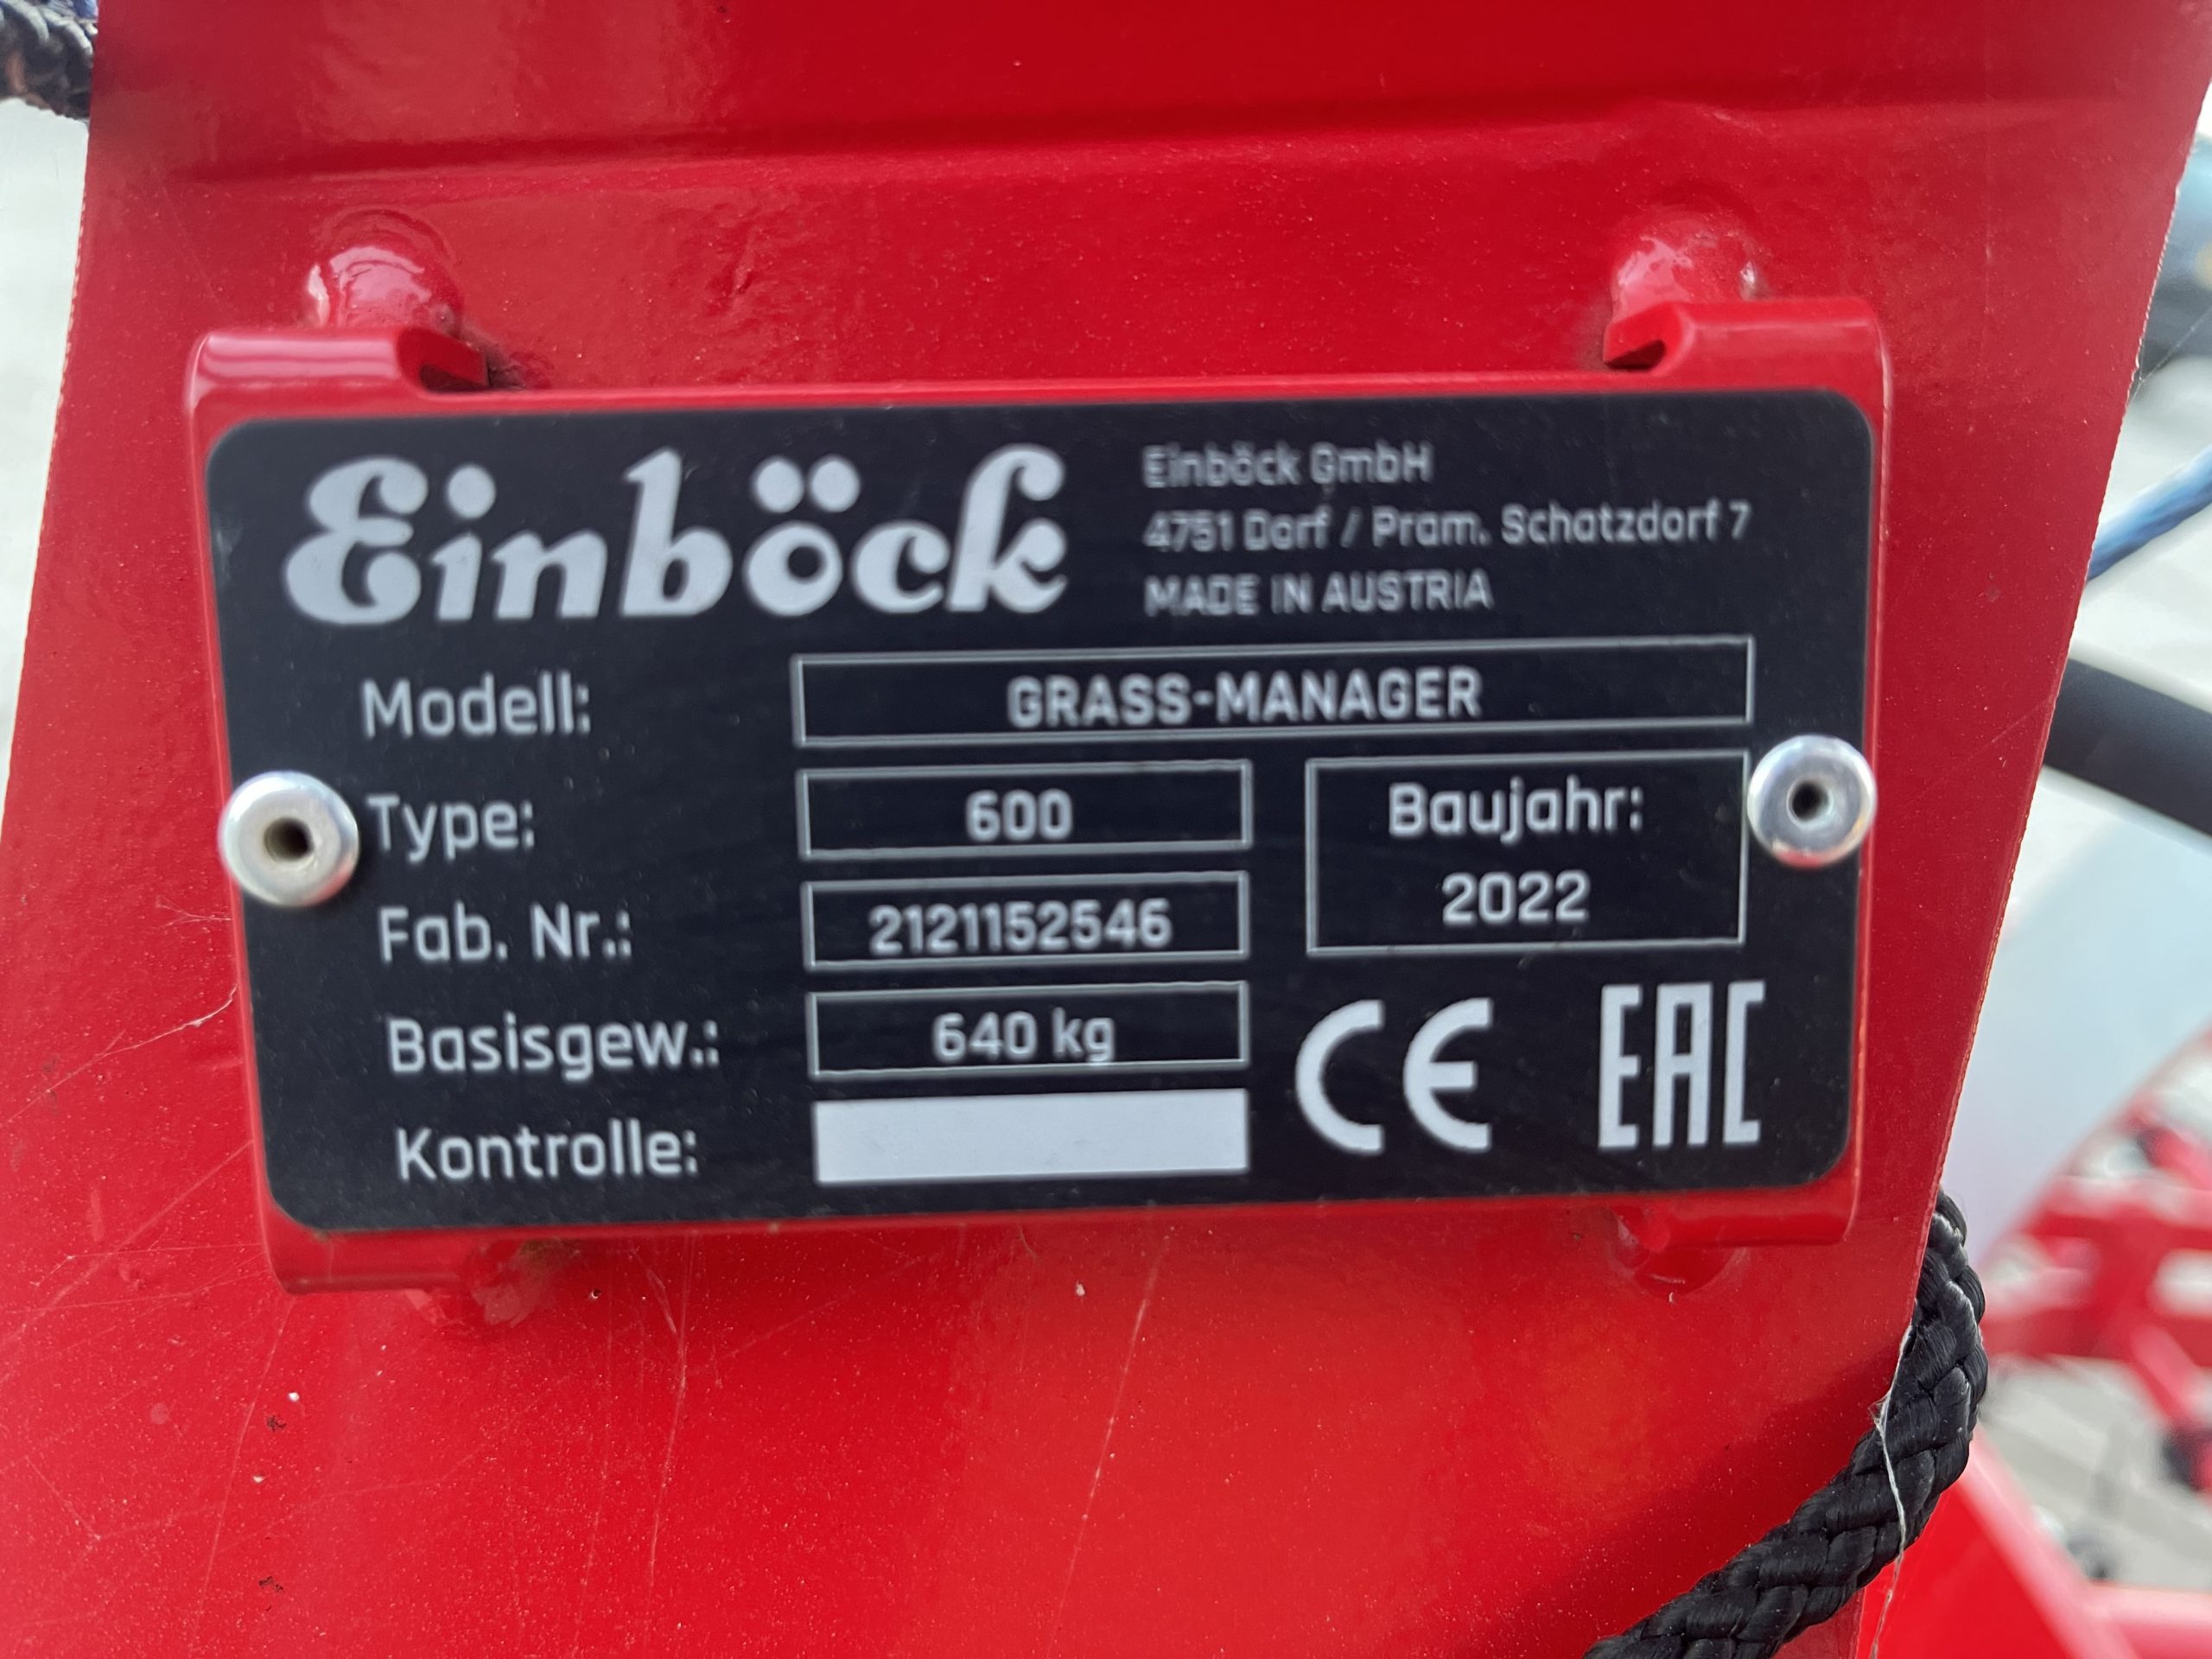 Einböck
Einböck GmbH
4751 Dorf / Pram. Schatzdorf 7
MADE IN AUSTRIA
Modell: GRASS-MANAGER
Type: 600
Baujahr:
2022
Fab. Nr.: 2121152546
Basisgew.: 640 kg
Kontrolle:
CE EAC